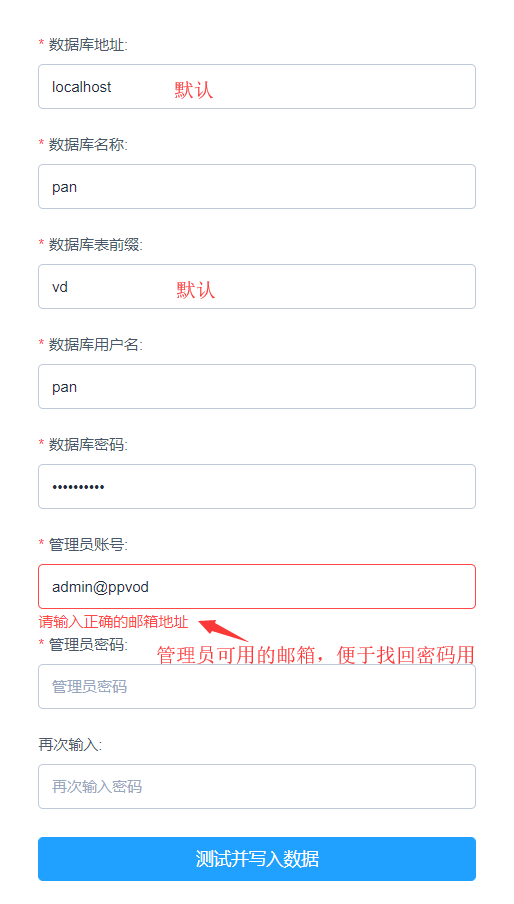 * 数据库地址:
localhost 默认
* 数据库名称:
pan
* 数据库表前缀:
vd 默认
* 数据库用户名:
pan
* 数据库密码:
••••••••••
* 管理员账号:
admin@ppvod
请输入正确的邮箱地址
* 管理员密码:
管理员可用的邮箱，便于找回密码用
管理员密码
再次输入:
再次输入密码
测试并写入数据